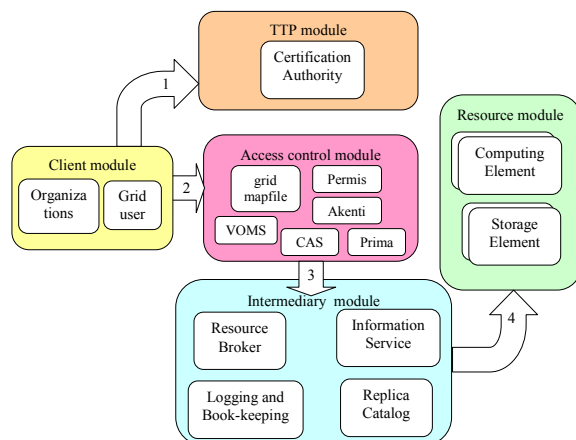 TTP module
Certification
Authority
1
Resource module
Computing
Element
Storage
Element
Client module
Organiza
tions
Grid
user
2
Access control module
grid
mapfile
Permis
Akenti
VOMS
CAS
Prima
3
Intermediary module
Resource
Broker
Information
Service
4
Logging and
Book-keeping
Replica
Catalog